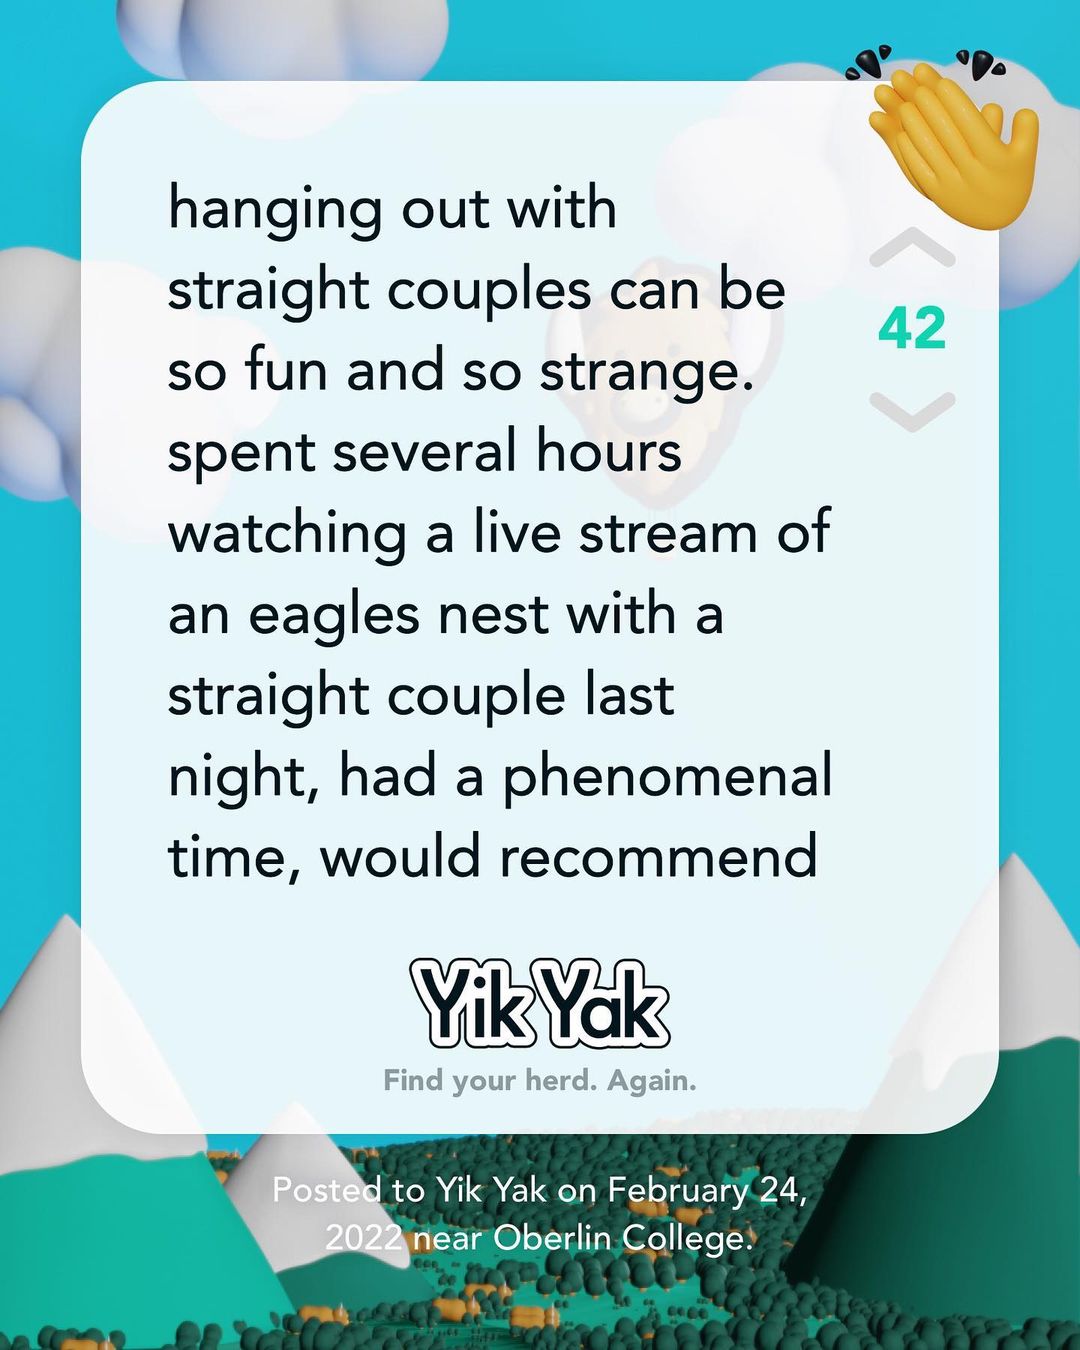 hanging out with
straight couples can be
so fun and so strange.
spent several hours
watching a live stream of
an eagles nest with a
straight couple last
night, had a phenomenal
time, would recommend
42
Yik Yak
Find your herd. Again.
Posted to Yik Yak on February 24,
2022 near Oberlin College.